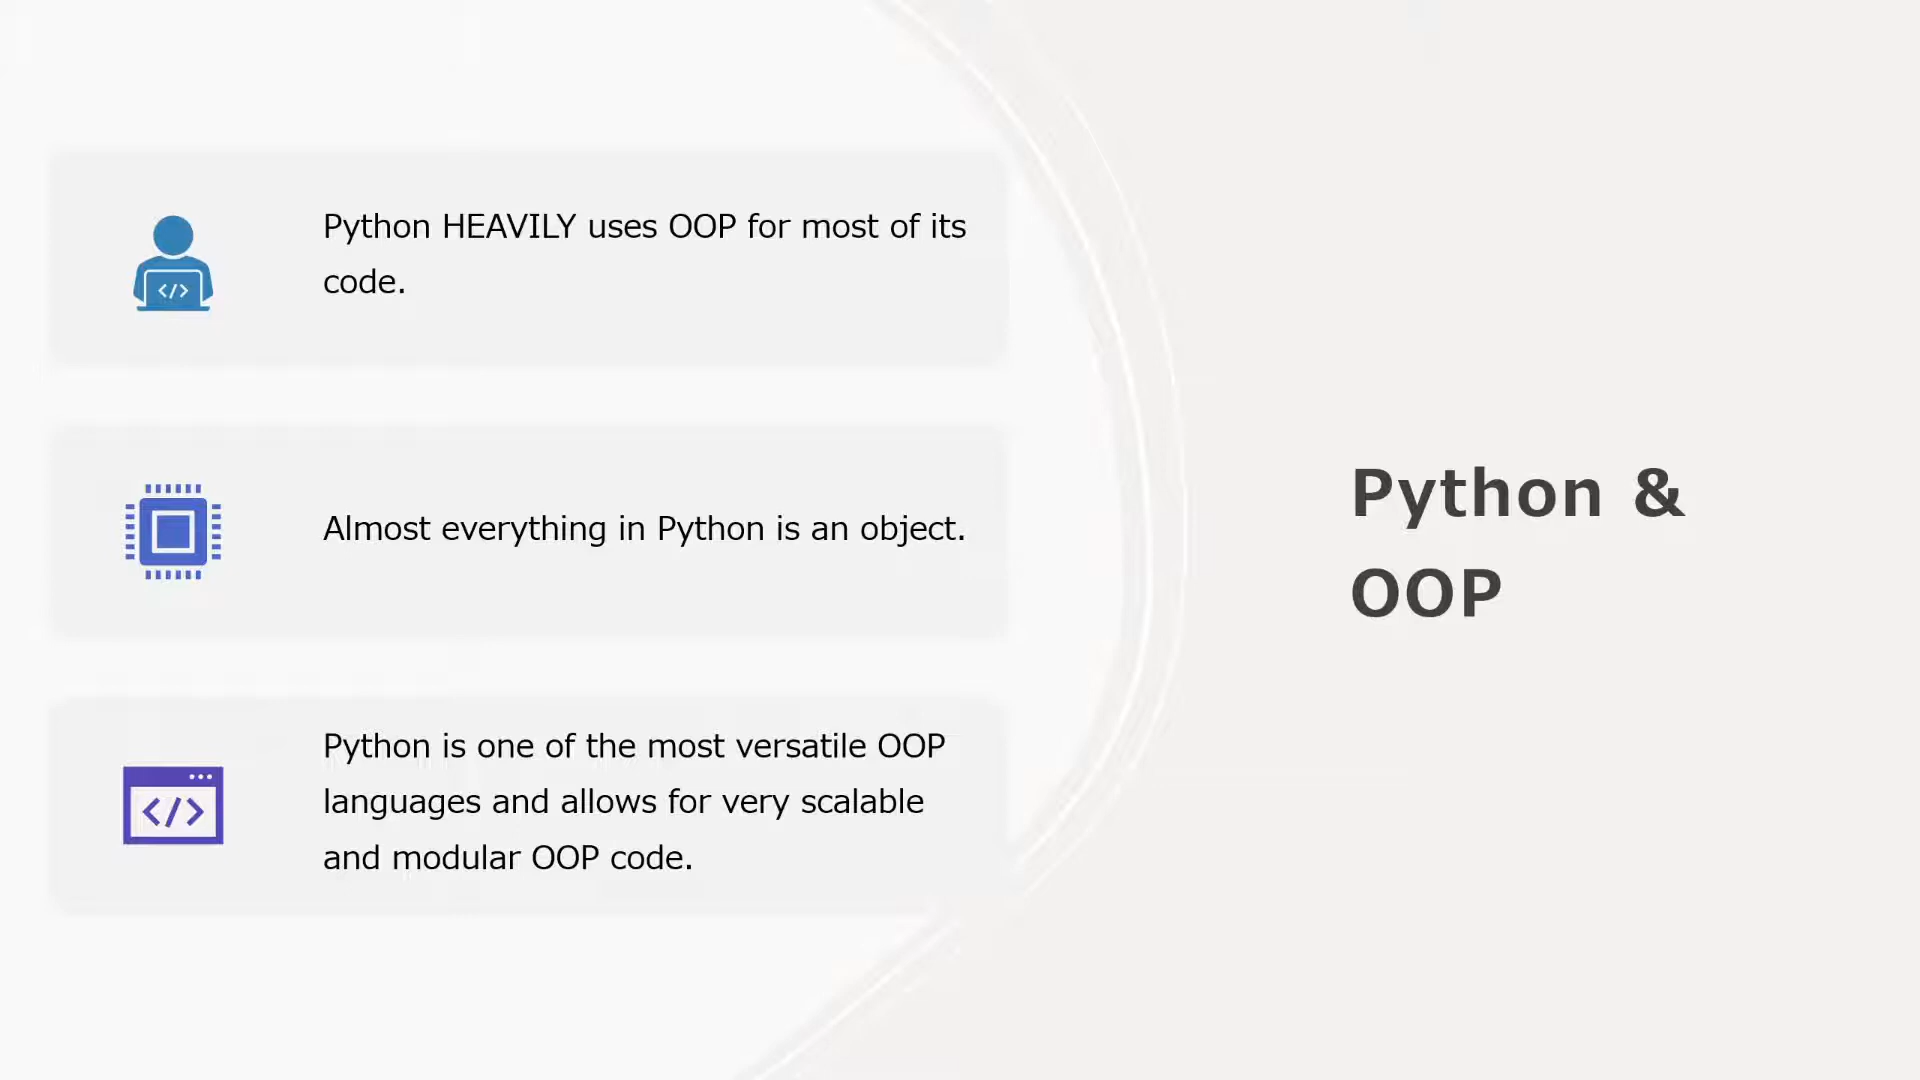 Python HEAVILY uses OOP for most of its
code.
Almost everything in Python is an object.
Python is one of the most versatile OOP
languages and allows for very scalable
and modular OOP code.
Python &
OOP